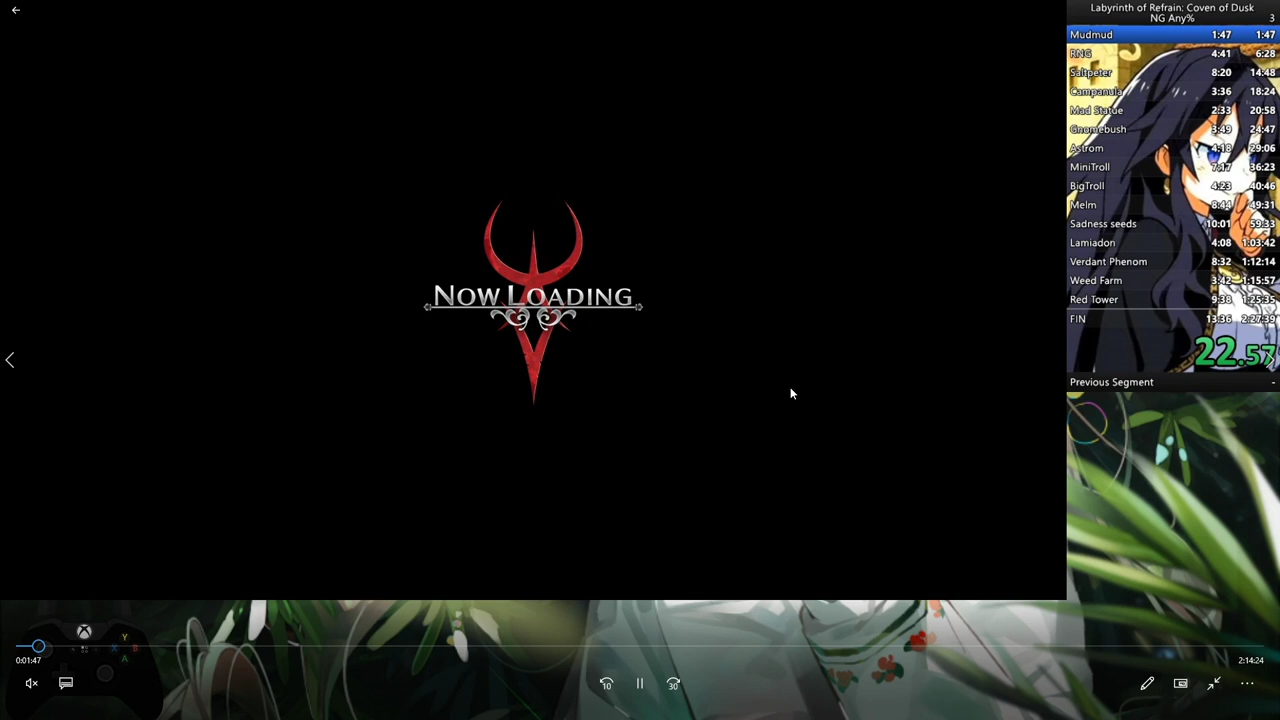 Labyrinth of Refrain: Coven of Dusk
NG Any% 3
Mudmud 1:47 1:47
RNG 4:41 6:28
Saltpeter 8:20 14:48
Campanula 3:36 18:24
Mad Statue 2:33 20:58
Gnomebush 3:49 24:47
Astrom 4:18 29:06
MiniTroll 7:17 36:23
BigTroll 4:23 40:46
Melm 8:44 49:31
Sadness seeds 10:01 59:33
Lamiadon 4:08 1:03:42
Verdant Phenom 8:32 1:12:14
Weed Farm 3:42 1:15:57
Red Tower 9:38 1:25:35
FIN 13:36 2:27:39
22.57
Previous Segment -
NOW LOADING
Y
X B
A
0:01:47 2:14:24
10 30